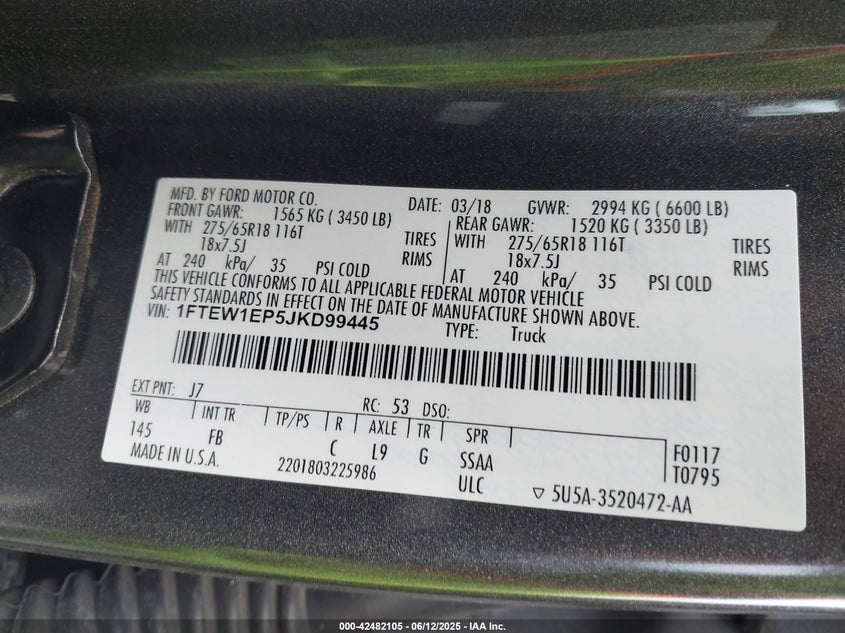 MFD. BY FORD MOTOR CO.
DATE: 03/18 GVWR: 2994 KG ( 6600 LB)
FRONT GAWR: 1565 KG ( 3450 LB)
WITH 275/65R18 116T TIRES
18x7.5J RIMS
AT 240 kPa/ 35 PSI COLD
REAR GAWR: 1520 KG ( 3350 LB)
WITH 275/65R18 116T TIRES
18x7.5J RIMS
AT 240 kPa/ 35 PSI COLD
THIS VEHICLE CONFORMS TO ALL APPLICABLE FEDERAL MOTOR VEHICLE
SAFETY STANDARDS IN EFFECT ON THE DATE OF MANUFACTURE SHOWN ABOVE.
VIN: 1FTEW1EP5JKD99445
TYPE: Truck
EXT PNT: J7 RC: 53 DSO:
WB INT TR TP/PS R AXLE TR SPR
145 FB C L9 G SSAA F0117
MADE IN U.S.A. 2201803225986 ULC T0795
▽ 5U5A-3520472-AA
000-42482105 - 06/12/2025 - IAA Inc.